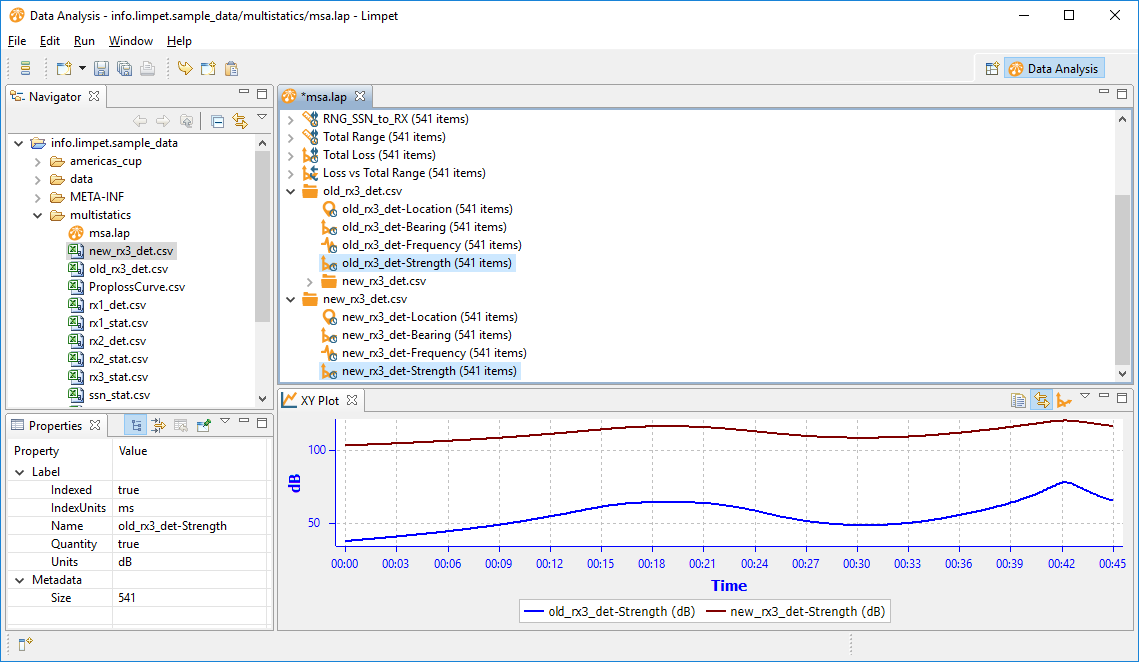 Data Analysis - info.limpet.sample_data/multistatics/msa.lap - Limpet
File Edit Run Window Help
Data Analysis
Navigator
info.limpet.sample_data
americas_cup
data
META-INF
multistatics
msa.lap
new_rx3_det.csv
old_rx3_det.csv
ProplossCurve.csv
rx1_det.csv
rx1_stat.csv
rx2_det.csv
rx2_stat.csv
rx3_stat.csv
ssn_stat.csv
*msa.lap
RNG_SSN_to_RX (541 items)
Total Range (541 items)
Total Loss (541 items)
Loss vs Total Range (541 items)
old_rx3_det.csv
old_rx3_det-Location (541 items)
old_rx3_det-Bearing (541 items)
old_rx3_det-Frequency (541 items)
old_rx3_det-Strength (541 items)
new_rx3_det.csv
new_rx3_det.csv
new_rx3_det-Location (541 items)
new_rx3_det-Bearing (541 items)
new_rx3_det-Frequency (541 items)
new_rx3_det-Strength (541 items)
Properties
Property Value
Label
Indexed true
IndexUnits ms
Name old_rx3_det-Strength
Quantity true
Units dB
Metadata
Size 541
XY Plot
100
dB
50
00:00 00:03 00:06 00:09 00:12 00:15 00:18 00:21 00:24 00:27 00:30 00:33 00:36 00:39 00:42 00:45
Time
old_rx3_det-Strength (dB) new_rx3_det-Strength (dB)